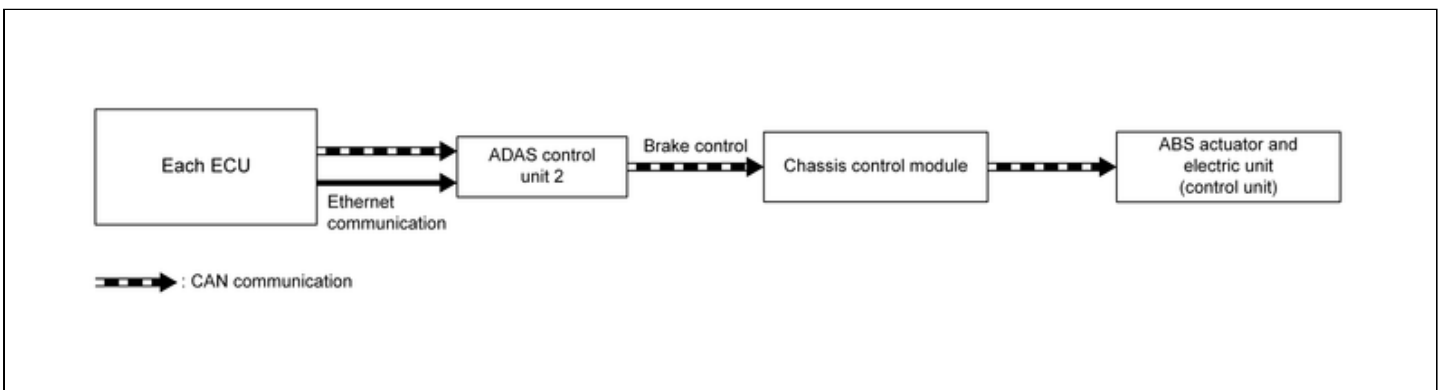 Each ECU
Ethernet
communication
ADAS control
unit 2
Brake control
Chassis control module
ABS actuator and
electric unit
(control unit)
: CAN communication